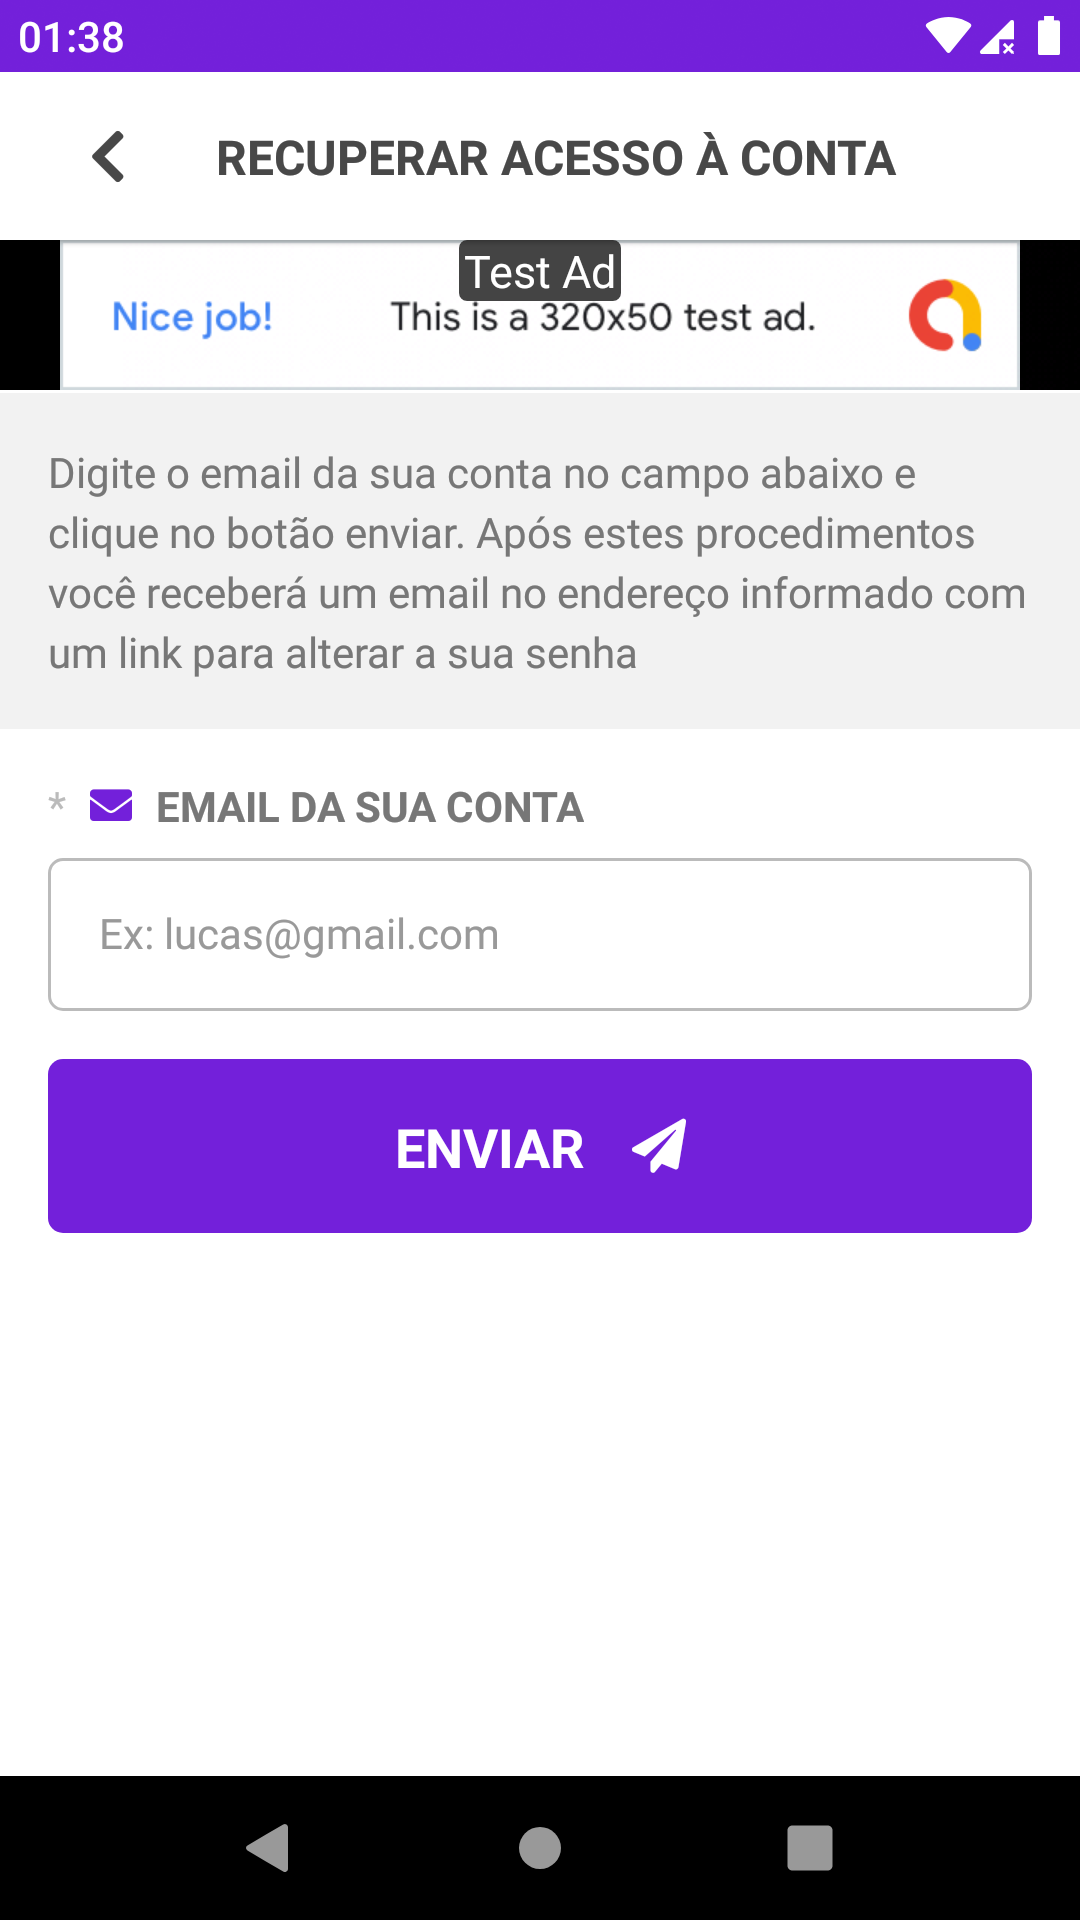 01:38
RECUPERAR ACESSO À CONTA
Test Ad
Nice job!
This is a 320x50 test ad.
Digite o email da sua conta no campo abaixo e
clique no botão enviar. Após estes procedimentos
você receberá um email no endereço informado com
um link para alterar a sua senha
* EMAIL DA SUA CONTA
Ex: lucas@gmail.com
ENVIAR